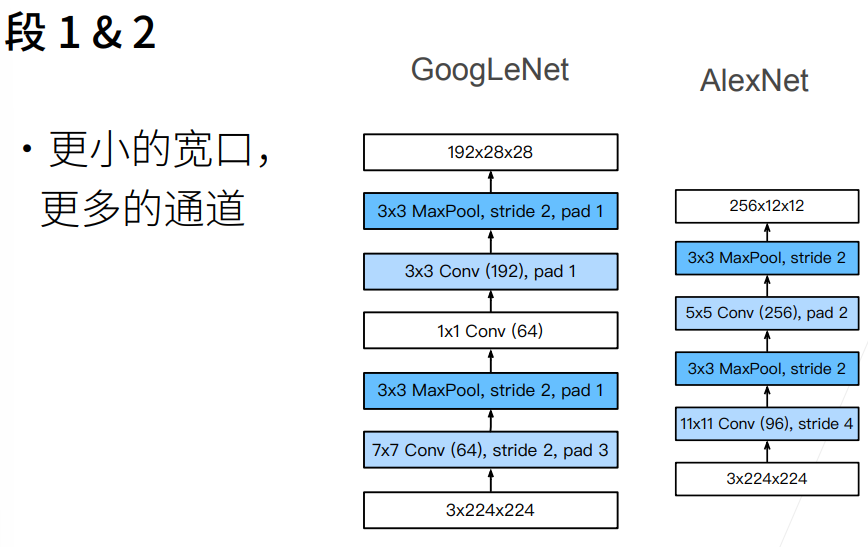 段 1 & 2
• 更小的宽口，
更多的通道
GoogLeNet
192x28x28
3x3 MaxPool, stride 2, pad 1
3x3 Conv (192), pad 1
1x1 Conv (64)
3x3 MaxPool, stride 2, pad 1
7x7 Conv (64), stride 2, pad 3
3x224x224
AlexNet
256x12x12
3x3 MaxPool, stride 2
5x5 Conv (256), pad 2
3x3 MaxPool, stride 2
11x11 Conv (96), stride 4
3x224x224